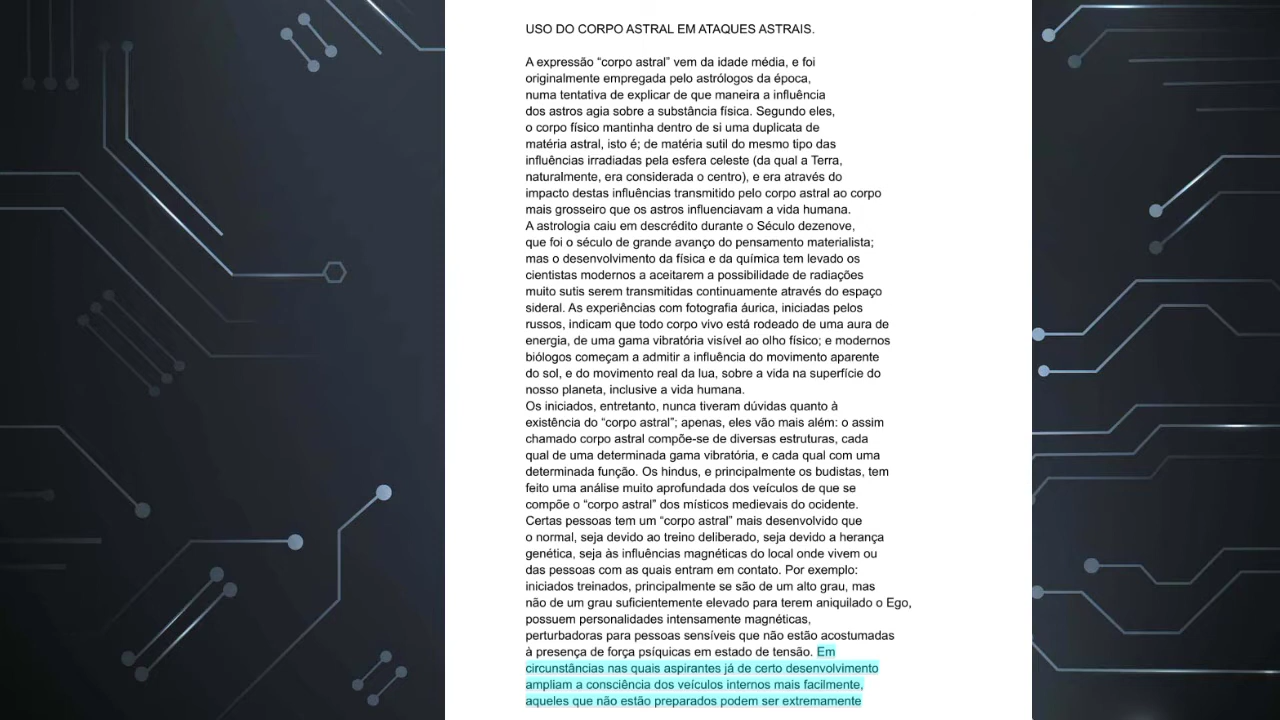 USO DO CORPO ASTRAL EM ATAQUES ASTRAIS.
A expressão “corpo astral” vem da idade média, e foi
originalmente empregada pelo astrólogos da época,
numa tentativa de explicar de que maneira a influência
dos astros agia sobre a substância física. Segundo eles,
o corpo físico mantinha dentro de si uma duplicata de
matéria astral, isto é; de matéria sutil do mesmo tipo das
influências irradiadas pela esfera celeste (da qual a Terra,
naturalmente, era considerada o centro), e era através do
impacto destas influências transmitido pelo corpo astral ao corpo
mais grosseiro que os astros influenciavam a vida humana.
A astrologia caiu em descrédito durante o Século dezenove,
que foi o século de grande avanço do pensamento materialista;
mas o desenvolvimento da física e da química tem levado os
cientistas modernos a aceitarem a possibilidade de radiações
muito sutis serem transmitidas continuamente através do espaço
sideral. As experiências com fotografia áurica, iniciadas pelos
russos, indicam que todo corpo vivo está rodeado de uma aura de
energia, de uma gama vibratória visível ao olho físico; e modernos
biólogos começam a admitir a influência do movimento aparente
do sol, e do movimento real da lua, sobre a vida na superfície do
nosso planeta, inclusive a vida humana.
Os iniciados, entretanto, nunca tiveram dúvidas quanto à
existência do “corpo astral”; apenas, eles vão mais além: o assim
chamado corpo astral compõe-se de diversas estruturas, cada
qual de uma determinada gama vibratória, e cada qual com uma
determinada função. Os hindus, e principalmente os budistas, tem
feito uma análise muito aprofundada dos veículos de que se
compõe o “corpo astral” dos místicos medievais do ocidente.
Certas pessoas tem um “corpo astral” mais desenvolvido que
o normal, seja devido ao treino deliberado, seja devido a herança
genética, seja às influências magnéticas do local onde vivem ou
das pessoas com as quais entram em contato. Por exemplo:
iniciados treinados, principalmente se são de um alto grau, mas
não de um grau suficientemente elevado para terem aniquilado o Ego,
possuem personalidades intensamente magnéticas,
perturbadoras para pessoas sensíveis que não estão acostumadas
à presença de força psíquicas em estado de tensão. Em
circunstâncias nas quais aspirantes já de certo desenvolvimento
ampliam a consciência dos veículos internos mais facilmente,
aqueles que não estão preparados podem ser extremamente